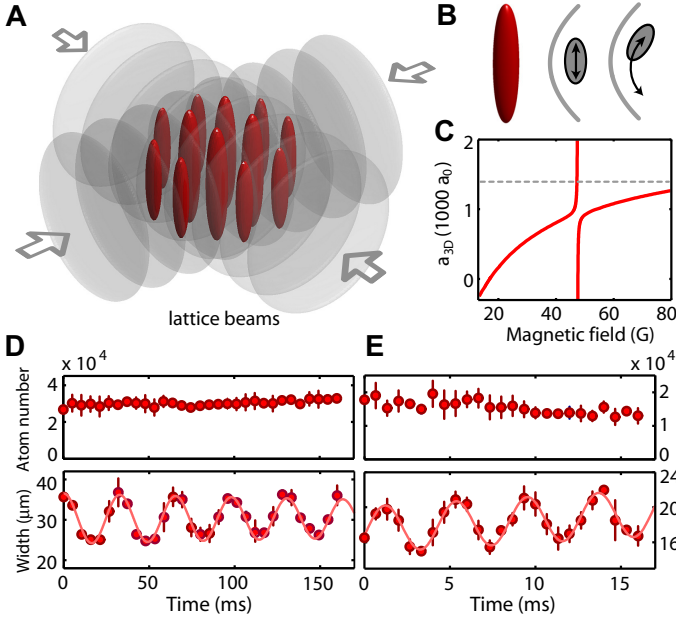 A
B
lattice beams
C
a3D (1000 a0)
2
1
0
20
40
60
80
Magnetic field (G)
D
x 10^4
Atom number
4
2
0
Width (μm)
40
30
20
0
50
100
150
Time (ms)
E
x 10^4
2
1
0
24
20
16
0
5
10
15
Time (ms)